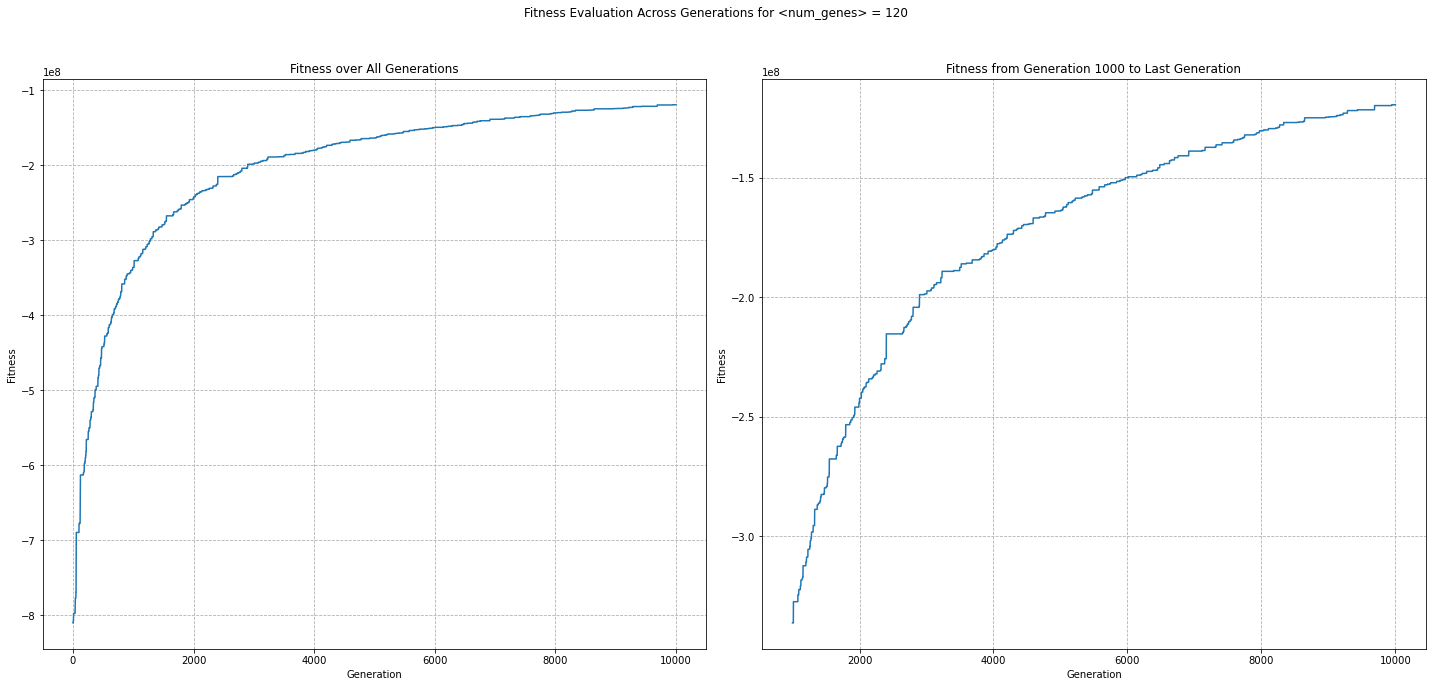 Fitness Evaluation Across Generations for <num_genes> = 120
Fitness over All Generations
1e8
−1
−2
−3
−4
−5
−6
−7
−8
Fitness
0
2000
4000
6000
8000
10000
Generation
Fitness from Generation 1000 to Last Generation
1e8
−1.5
−2.0
−2.5
−3.0
Fitness
2000
4000
6000
8000
10000
Generation